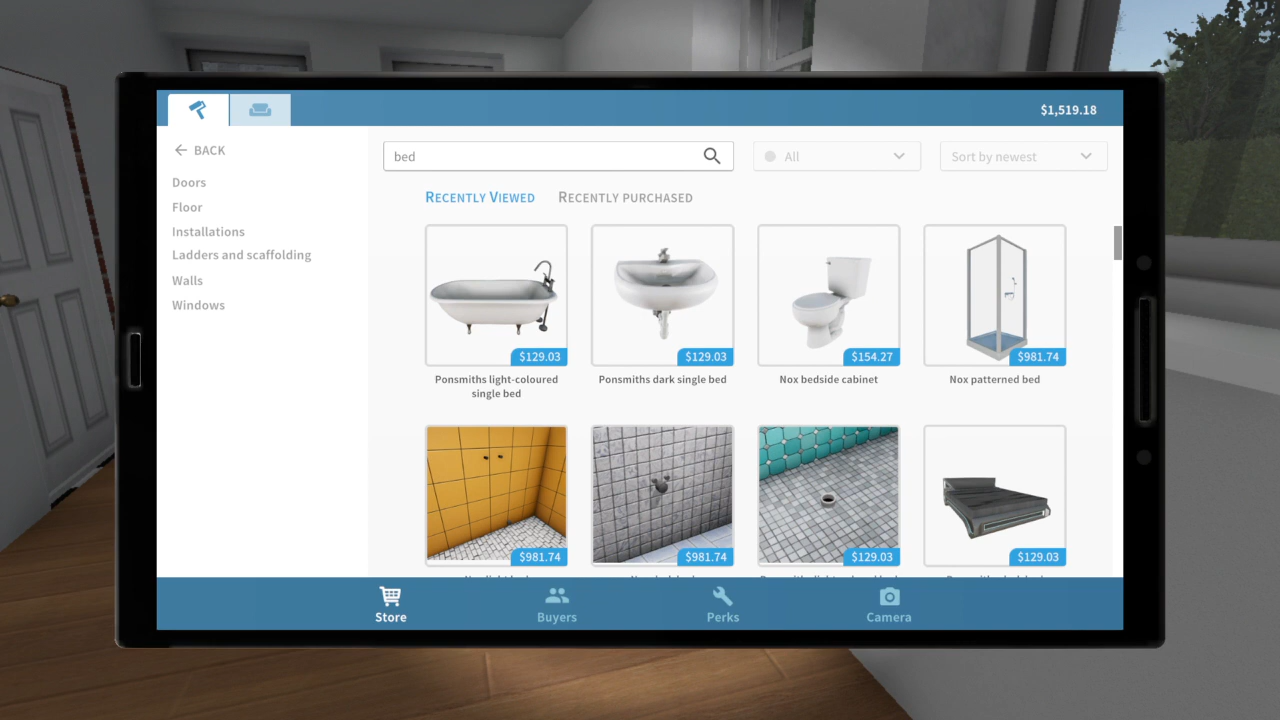 $1,519.18
BACK
Doors
Floor
Installations
Ladders and scaffolding
Walls
Windows
bed
All
Sort by newest
RECENTLY VIEWED
RECENTLY PURCHASED
$129.03
$129.03
$154.27
$981.74
Ponsmiths light-coloured
single bed
Ponsmiths dark single bed
Nox bedside cabinet
Nox patterned bed
$981.74
$981.74
$129.03
$129.03
Store
Buyers
Perks
Camera